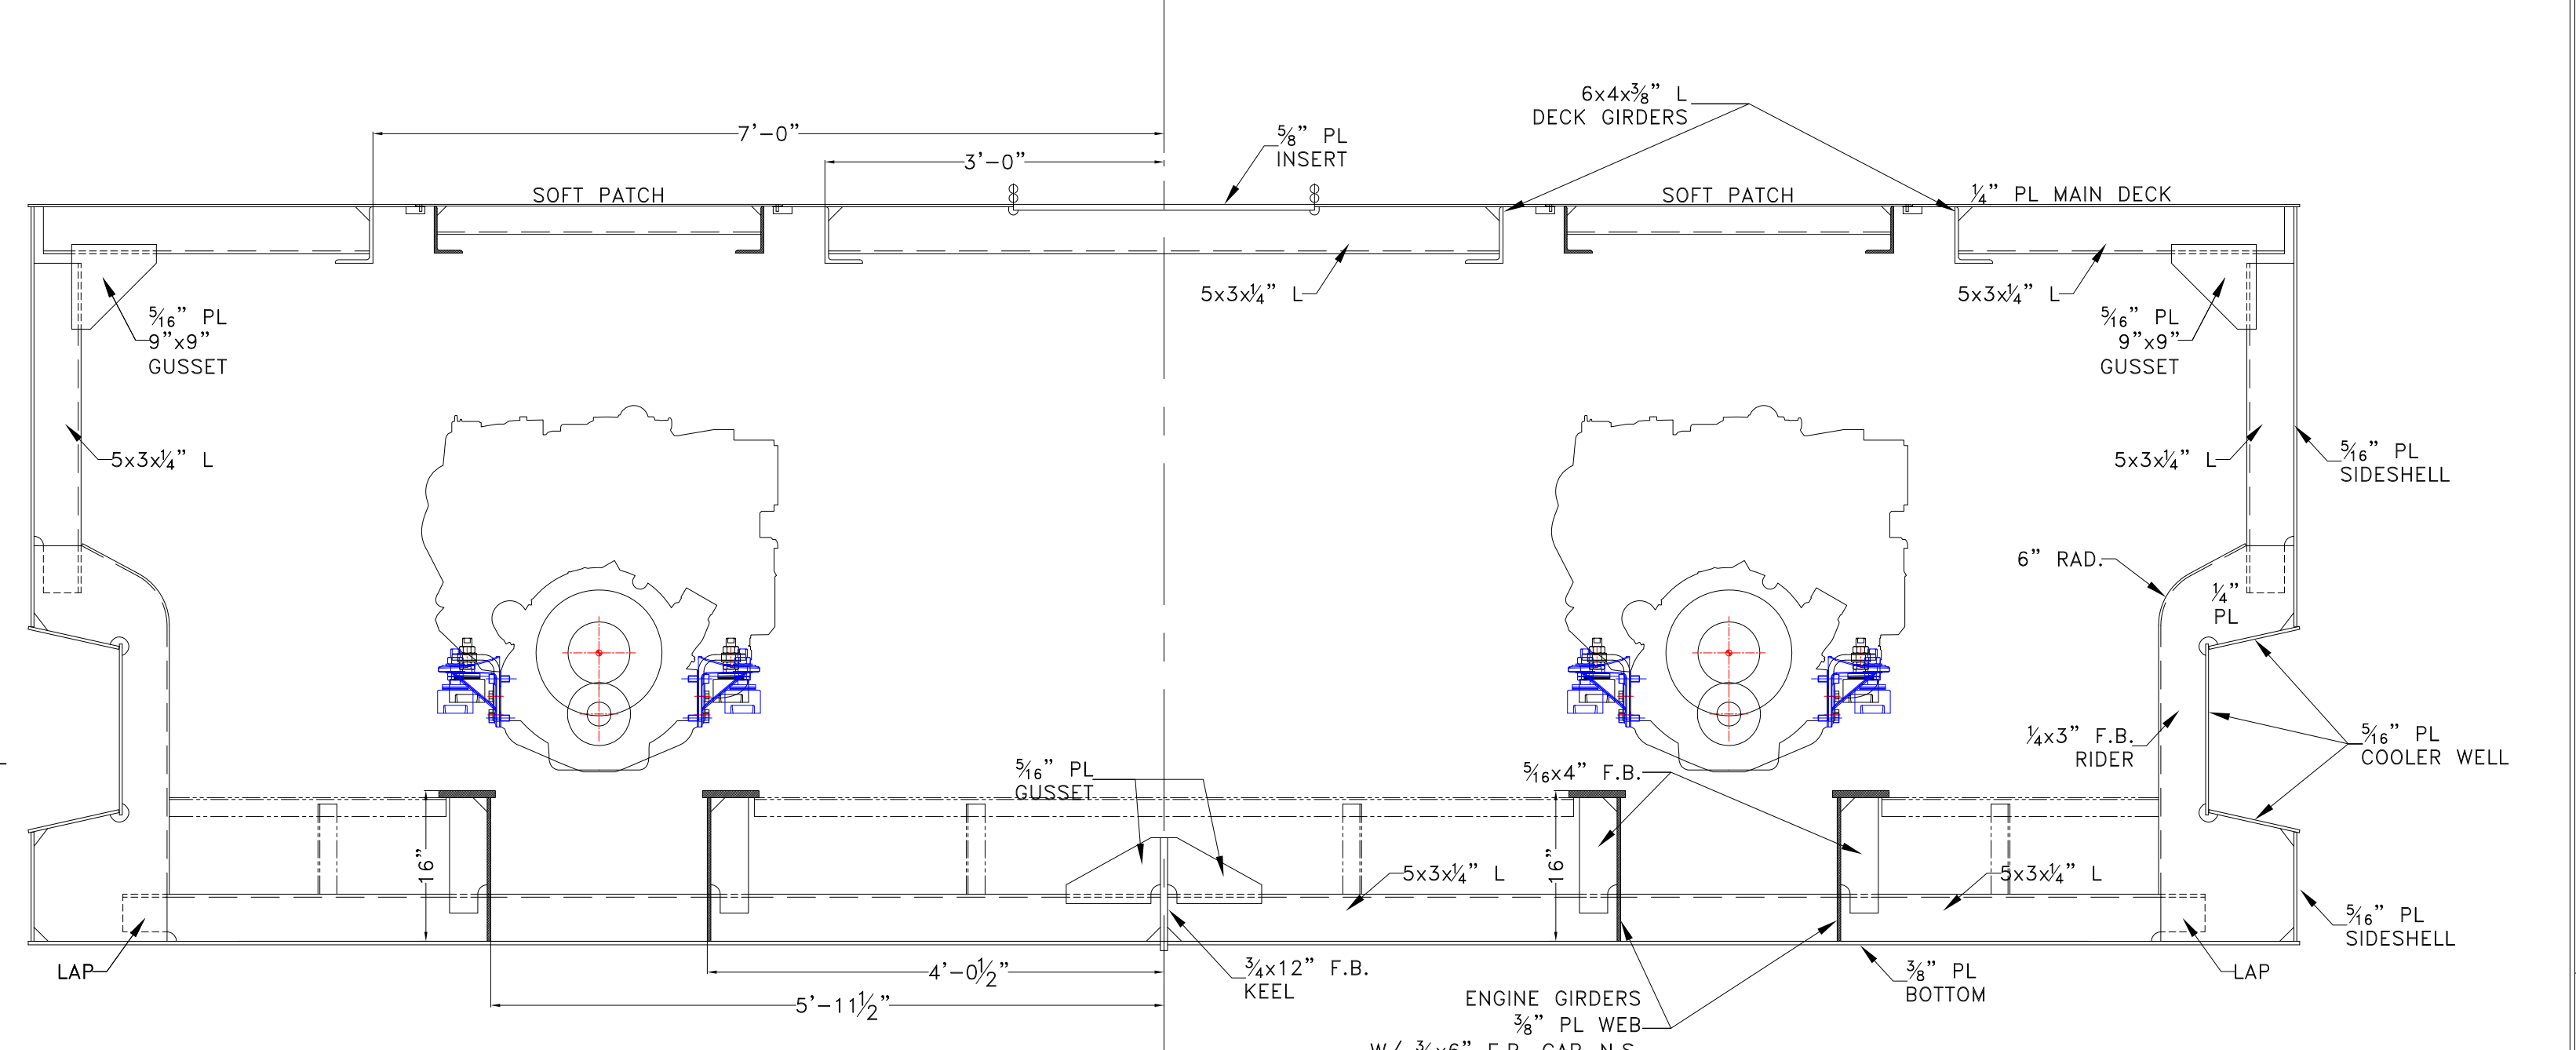 6x4x⅜” L
DECK GIRDERS
7’-0”
⅝” PL
INSERT
3’-0”
SOFT PATCH
SOFT PATCH
¼” PL MAIN DECK
5x3x¼” L
5x3x¼” L
5⁄16” PL
9”x9”
GUSSET
5⁄16” PL
9”x9”
GUSSET
5x3x¼” L
5x3x¼” L
5⁄16” PL
SIDESHELL
6” RAD.
¼”
PL
¼x3” F.B.
RIDER
5⁄16” PL
COOLER WELL
5⁄16” PL
GUSSET
5⁄16x4” F.B.
16”
16”
5x3x¼” L
5x3x¼” L
5⁄16” PL
SIDESHELL
LAP
4’-0½”
¾x12” F.B.
KEEL
⅜” PL
BOTTOM
LAP
5’-11½”
ENGINE GIRDERS
⅜” PL WEB